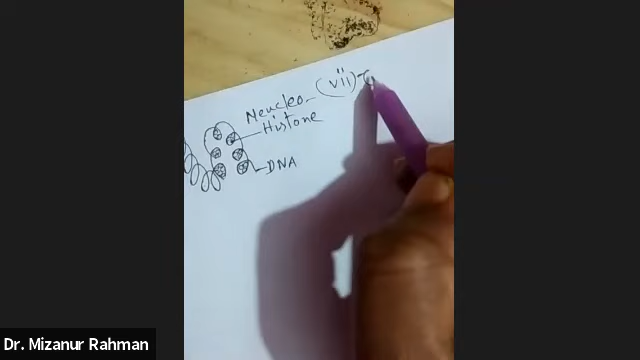 (vii)
Neucleo-
Histone
DNA
Dr. Mizanur Rahman